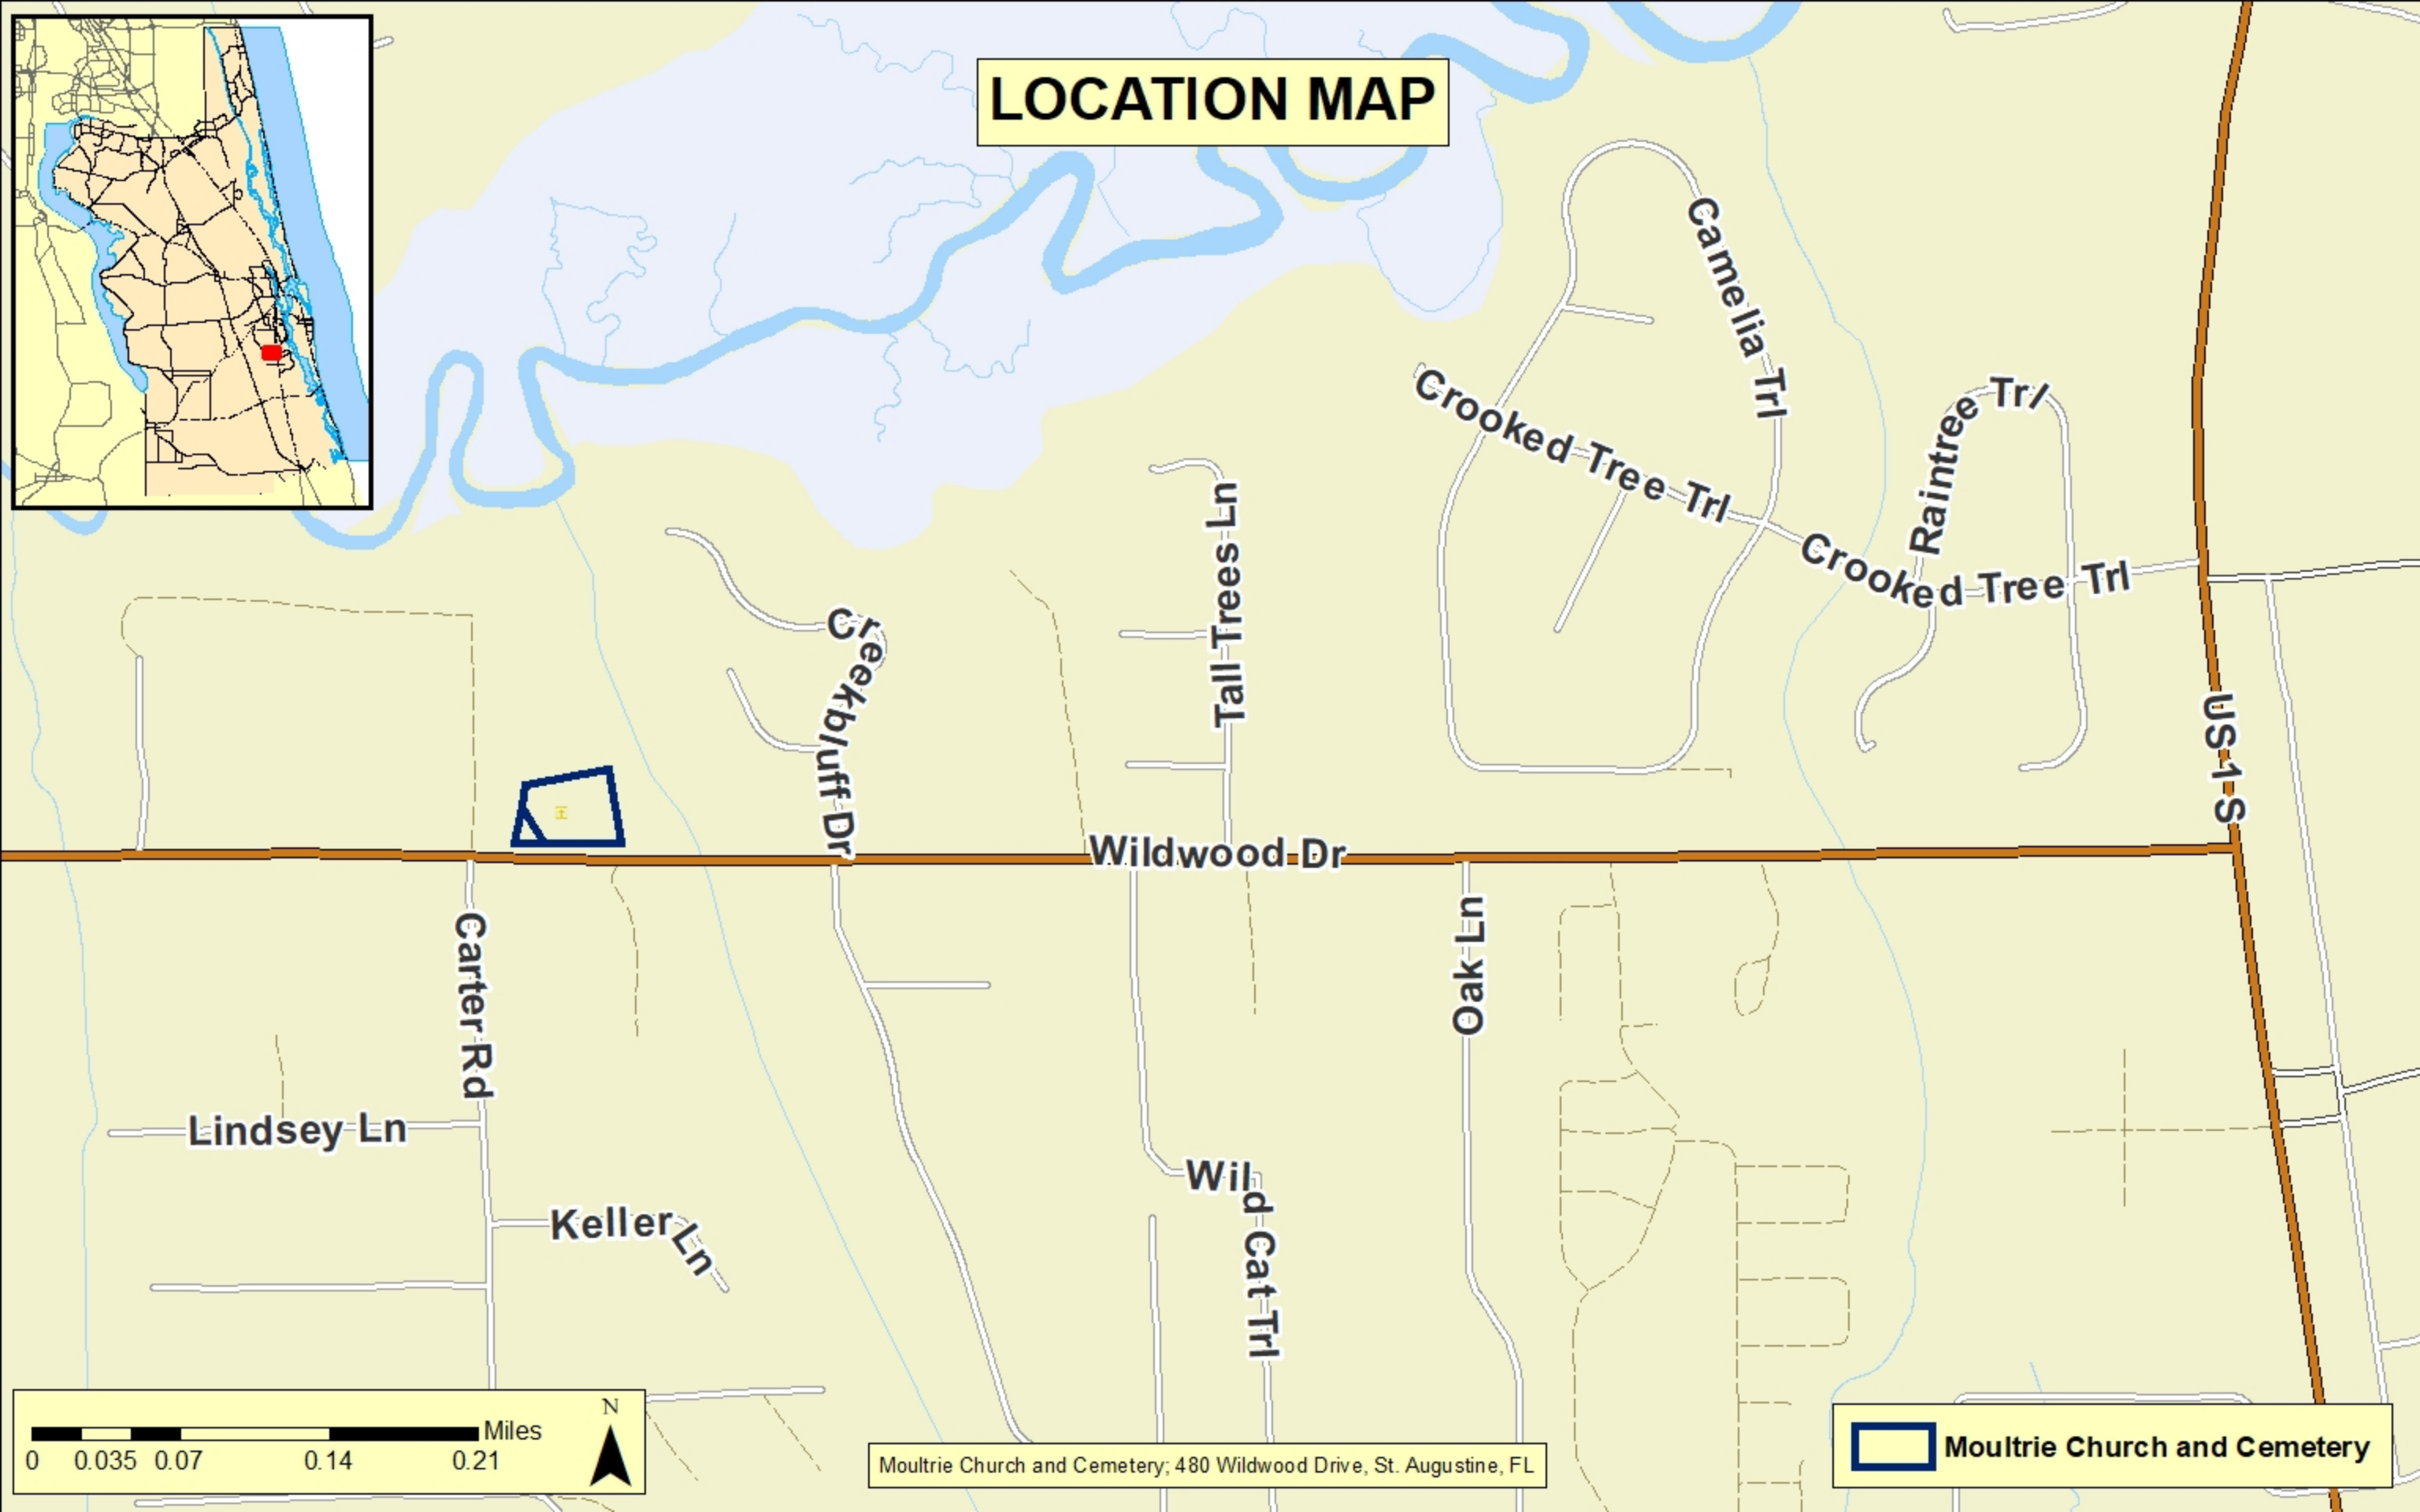 LOCATION MAP
Camelia Trl
Crooked Tree Trl
Raintree Trl
Crooked Tree Trl
Tall Trees Ln
Creekbluff Dr
US 1 S
Wildwood Dr
Carter Rd
Oak Ln
Lindsey Ln
Wild Cat Trl
Keller Ln
N
Miles
0 0.035 0.07 0.14 0.21
Moultrie Church and Cemetery; 480 Wildwood Drive, St. Augustine, FL
Moultrie Church and Cemetery